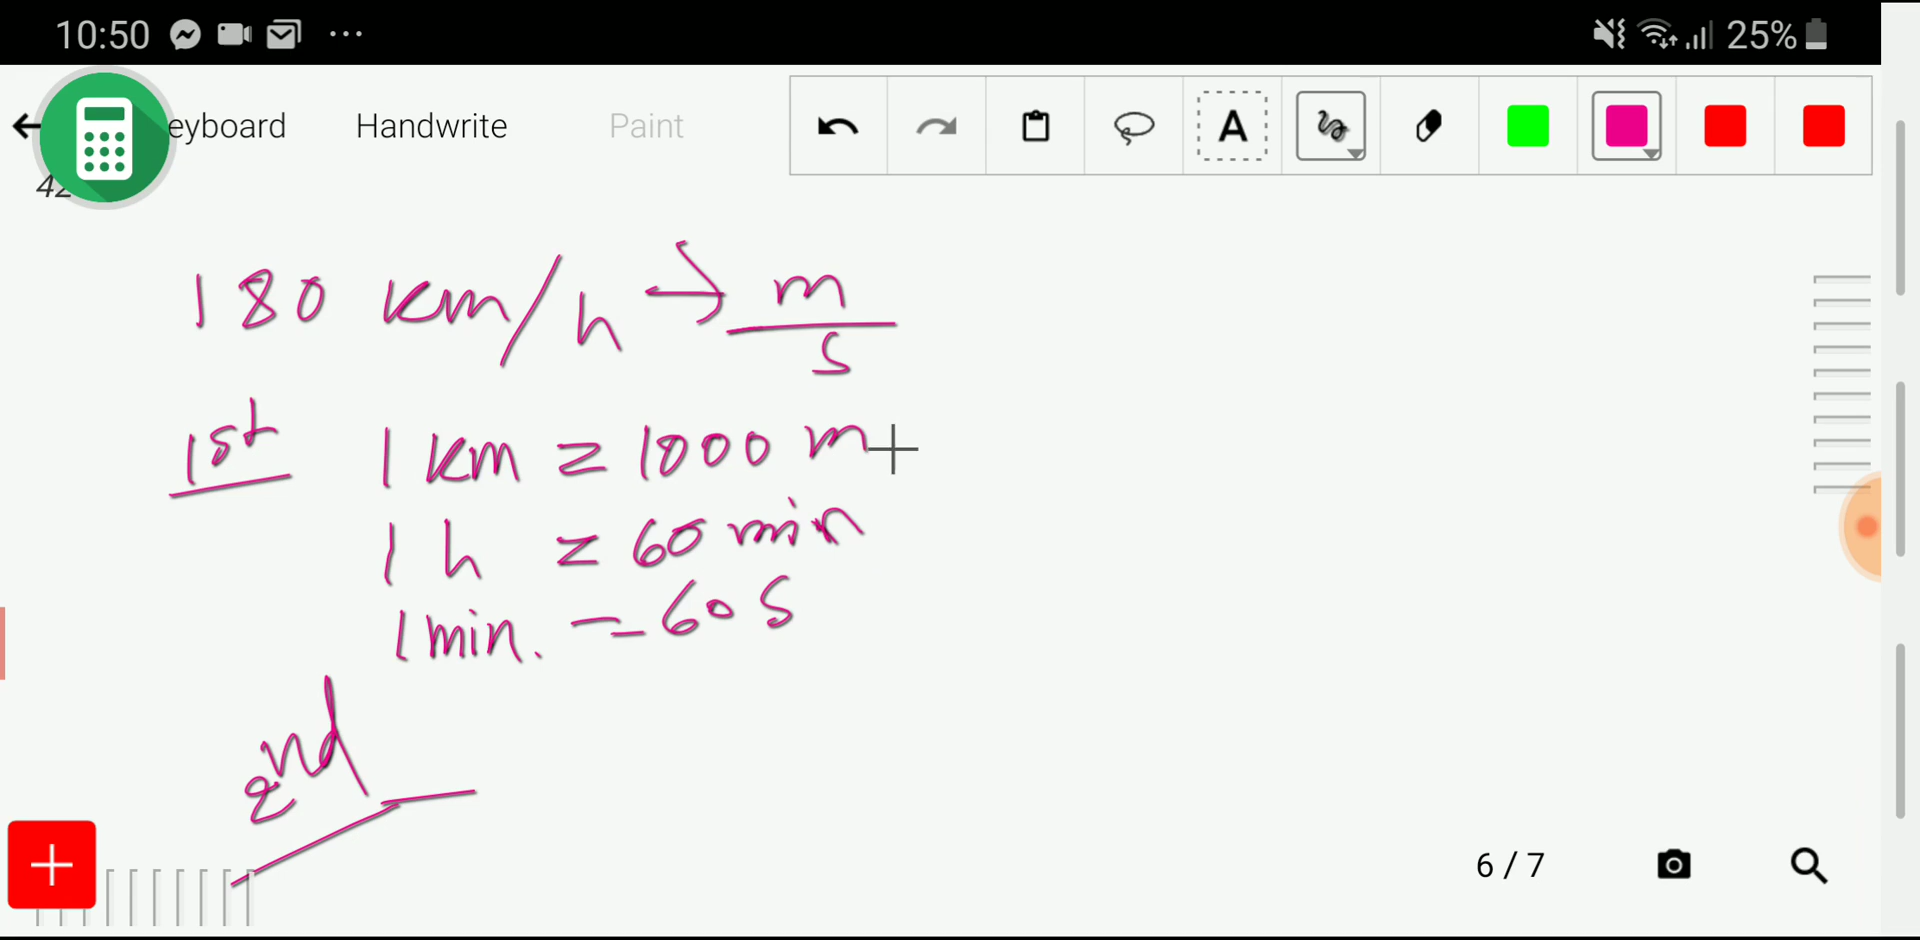 10:50 ... 25%
eyboard Handwrite Paint A
42
180 km/h → m/s
1st 1 km = 1000 m
1 h = 60 min
1 min. = 60 s
2nd
6 / 7